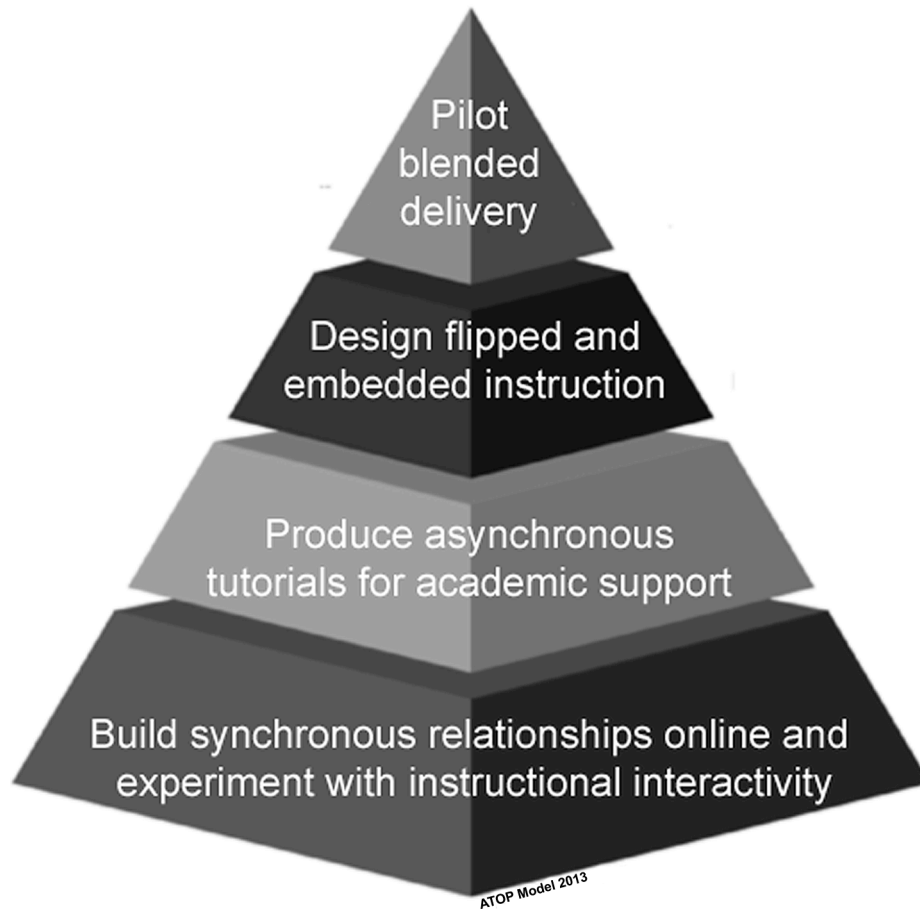 Pilot
blended
delivery
Design flipped and
embedded instruction
Produce asynchronous
tutorials for academic support
Build synchronous relationships online and
experiment with instructional interactivity
ATOP Model 2013